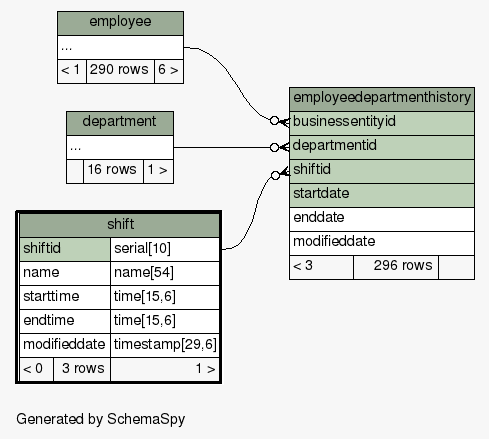 employee
...
< 1 290 rows 6 >
department
...
16 rows 1 >
shift
shiftid serial[10]
name name[54]
starttime time[15,6]
endtime time[15,6]
modifieddate timestamp[29,6]
< 0 3 rows 1 >
employeedepartmenthistory
businessentityid
departmentid
shiftid
startdate
enddate
modifieddate
< 3 296 rows
Generated by SchemaSpy